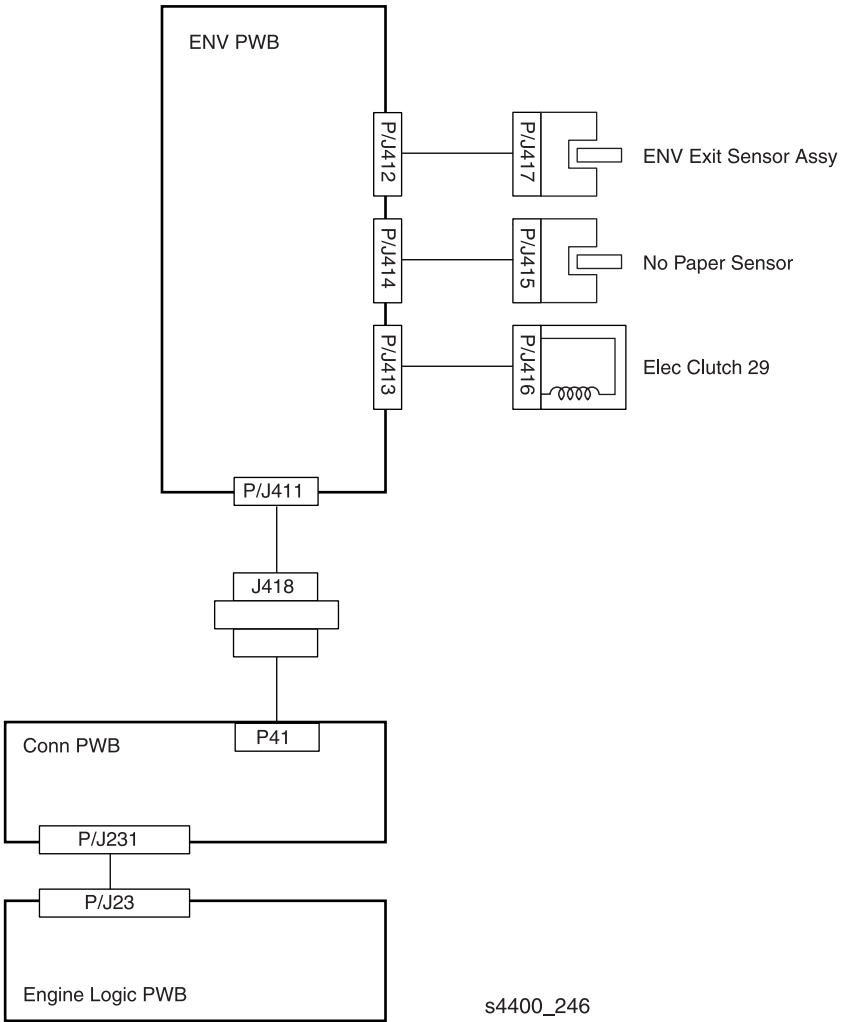 ENV PWB
P/J412
P/J417
ENV Exit Sensor Assy
P/J414
P/J415
No Paper Sensor
P/J413
P/J416
Elec Clutch 29
P/J411
J418
P41
Conn PWB
P/J231
P/J23
Engine Logic PWB
s4400_246